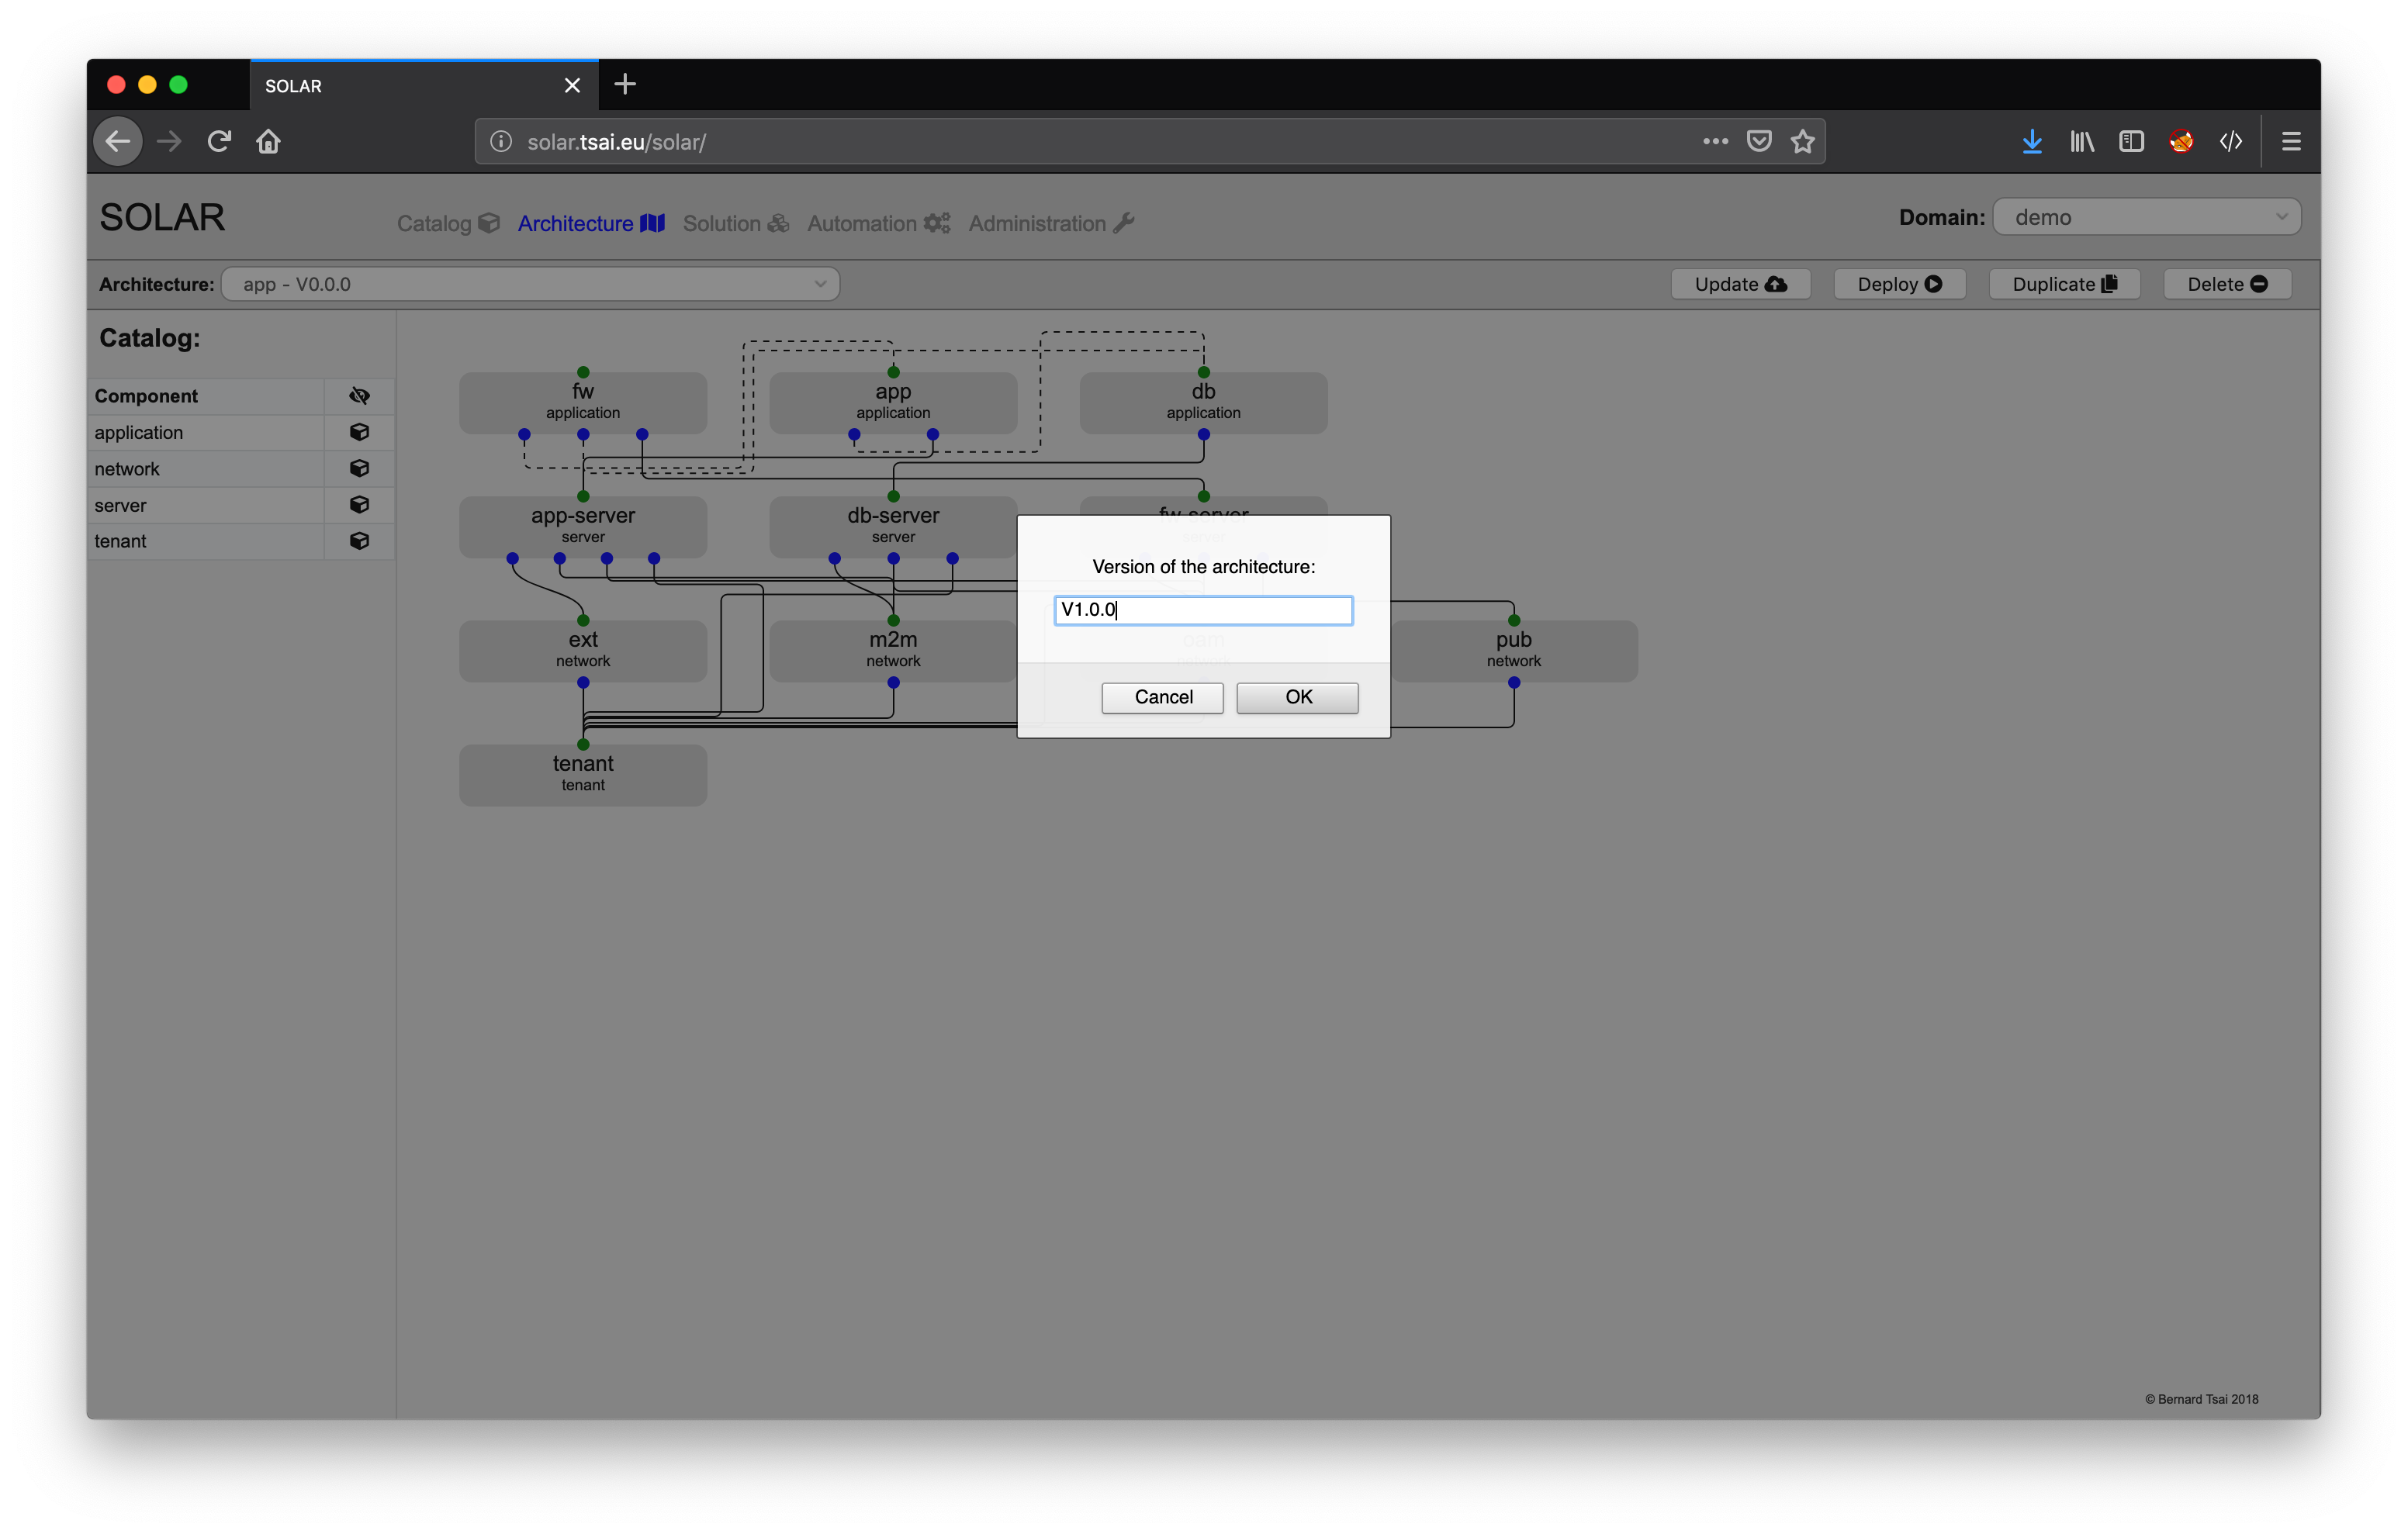 SOLAR
solar.tsai.eu/solar/
SOLAR
Catalog Architecture Solution Automation Administration
Domain: demo
Architecture: app - V0.0.0
Update Deploy Duplicate Delete
Catalog:
Component
application
network
server
tenant
fw
application
app
application
db
application
app-server
server
db-server
server
fw-server
server
Version of the architecture:
V1.0.0
Cancel OK
ext
network
m2m
network
oam
network
pub
network
tenant
tenant
© Bernard Tsai 2018